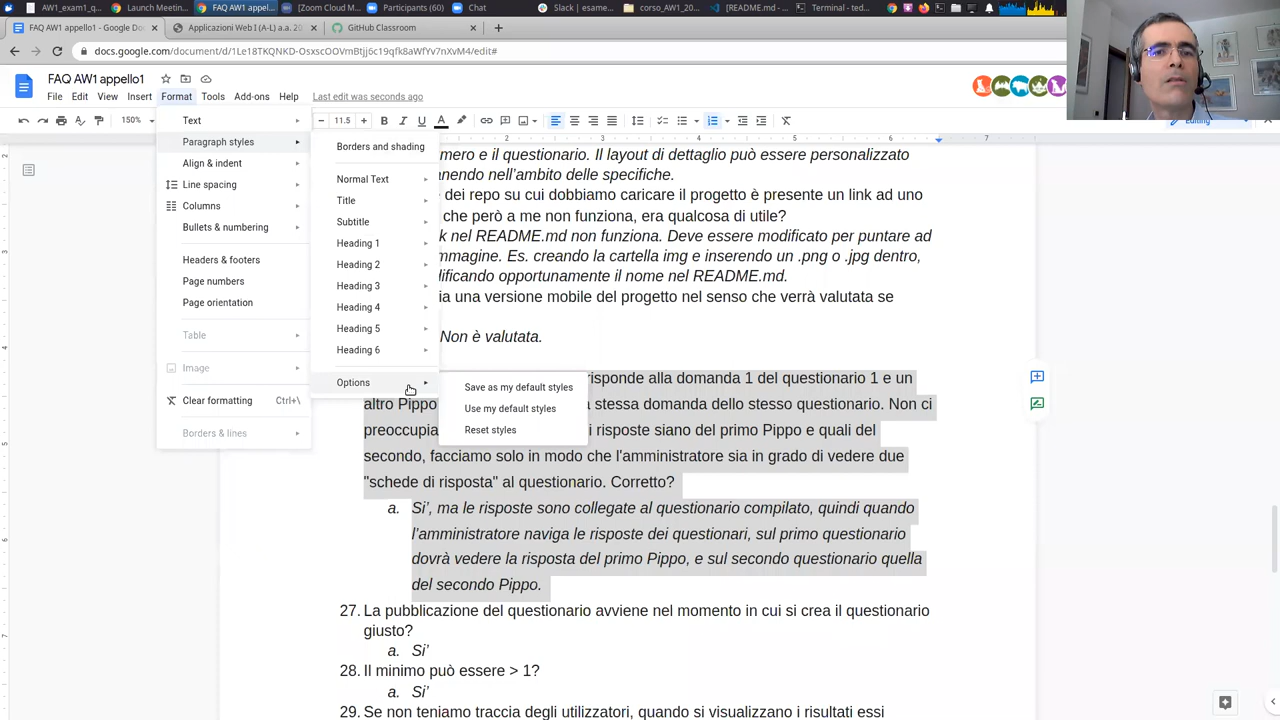 AW1_exam1_q...
Launch Meetin...
FAQ AW1 appel...
[Zoom Cloud M...
Participants (60)
Chat
Slack | esame...
corso_AW1_20...
[README.md -...
Terminal - ted...
FAQ AW1 appello1 - Google Do
Applicazioni Web I (A-L) a.a. 20
GitHub Classroom
docs.google.com/document/d/1Le18TKQNKD-OsxscOOVmBtjj6c19qfk8aWfYv7nXvM4/edit#
FAQ AW1 appello1
File Edit View Insert Format Tools Add-ons Help Last edit was seconds ago
150% 11.5 B I U A Editing
Text
Paragraph styles
Align & indent
Line spacing
Columns
Bullets & numbering
Headers & footers
Page numbers
Page orientation
Table
Image
Clear formatting Ctrl+\
Borders & lines
Borders and shading
Normal Text
Title
Subtitle
Heading 1
Heading 2
Heading 3
Heading 4
Heading 5
Heading 6
Options
Save as my default styles
Use my default styles
Reset styles
2 3 4 5 6 7
mero e il questionario. Il layout di dettaglio può essere personalizzato
nendo nell'ambito delle specifiche.
dei repo su cui dobbiamo caricare il progetto è presente un link ad uno
che però a me non funziona, era qualcosa di utile?
k nel README.md non funziona. Deve essere modificato per puntare ad
mmagine. Es. creando la cartella img e inserendo un .png o .jpg dentro,
dificando opportunamente il nome nel README.md.
ia una versione mobile del progetto nel senso che verrà valutata se
Non è valutata.
risponde alla domanda 1 del questionario 1 e un
altro Pippo a stessa domanda dello stesso questionario. Non ci
preoccupia i risposte siano del primo Pippo e quali del
secondo, facciamo solo in modo che l'amministratore sia in grado di vedere due
"schede di risposta" al questionario. Corretto?
a. Si', ma le risposte sono collegate al questionario compilato, quindi quando
l'amministratore naviga le risposte dei questionari, sul primo questionario
dovrà vedere la risposta del primo Pippo, e sul secondo questionario quella
del secondo Pippo.
27. La pubblicazione del questionario avviene nel momento in cui si crea il questionario
giusto?
a. Si'
28. Il minimo può essere > 1?
a. Si'
29. Se non teniamo traccia degli utilizzatori, quando si visualizzano i risultati essi